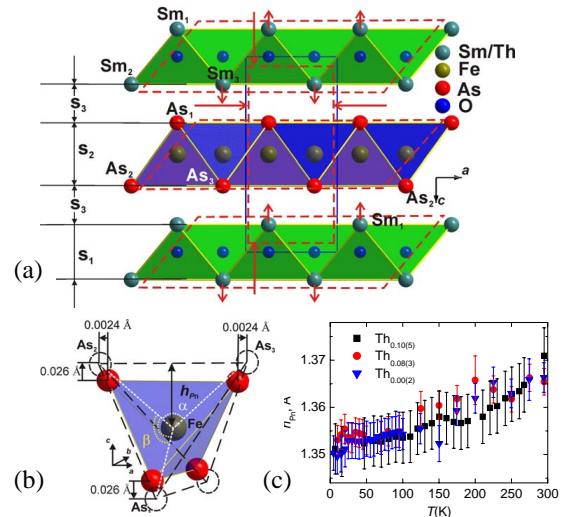 Sm1
Sm2
Sm3
Sm/Th
Fe
As
O
s3
As1
s2
As2
As3
As2
a
c
s3
Sm1
s1
(a)
0.0024 Å
0.0024 Å
As2
As3
0.026 Å
hPn
α
Fe
β
c
b
a
0.026 Å
As1
(b)
Th0.10(5)
Th0.08(3)
Th0.00(2)
1.37
1.36
1.35
hPn, Å
0 50 100 150 200 250 300
T(K)
(c)